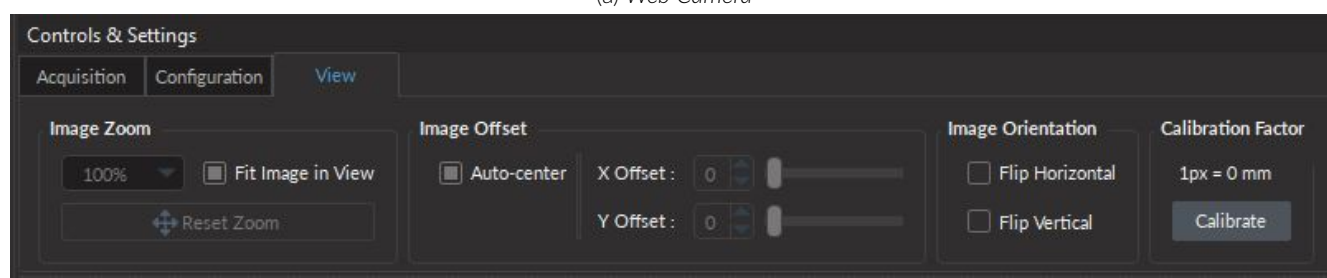 (a) Web Camera
Controls & Settings
Acquisition
Configuration
View
Image Zoom
100%
Fit Image in View
Reset Zoom
Image Offset
Auto-center
X Offset :
0
Y Offset :
0
Image Orientation
Flip Horizontal
Flip Vertical
Calibration Factor
1px = 0 mm
Calibrate